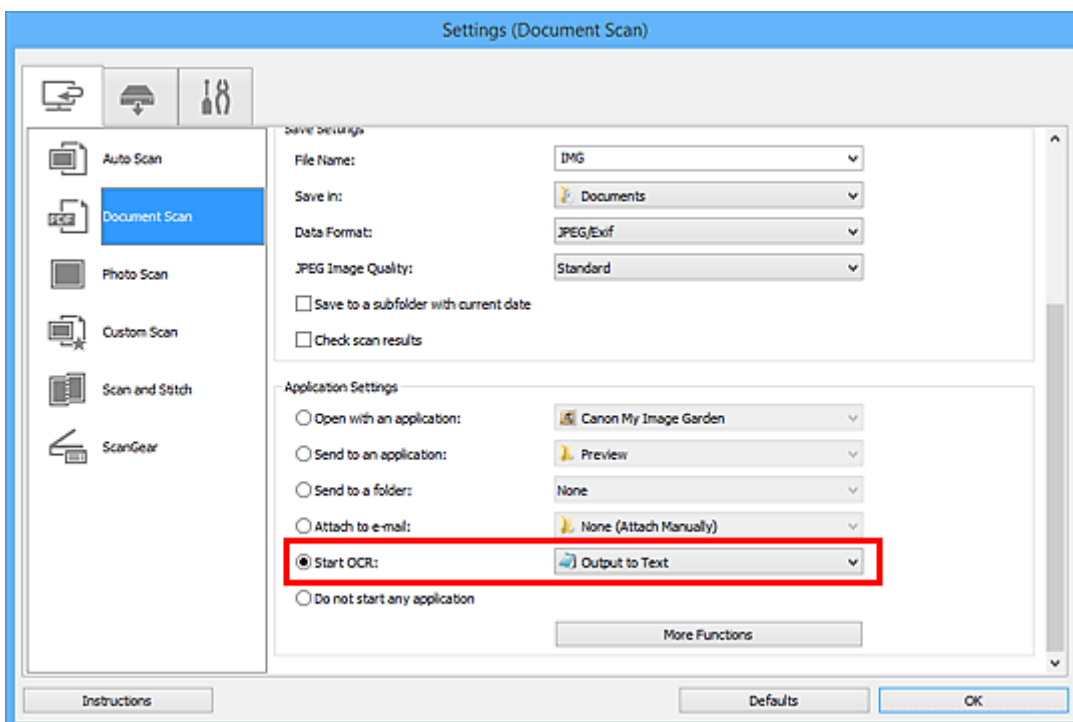 Settings (Document Scan)
Save Settings
Auto Scan
Document Scan
Photo Scan
Custom Scan
Scan and Stitch
ScanGear
File Name: IMG
Save in: Documents
Data Format: JPEG/Exif
JPEG Image Quality: Standard
Save to a subfolder with current date
Check scan results
Application Settings
Open with an application: Canon My Image Garden
Send to an application: Preview
Send to a folder: None
Attach to e-mail: None (Attach Manually)
Start OCR: Output to Text
Do not start any application
More Functions
Instructions
Defaults
OK
PDF